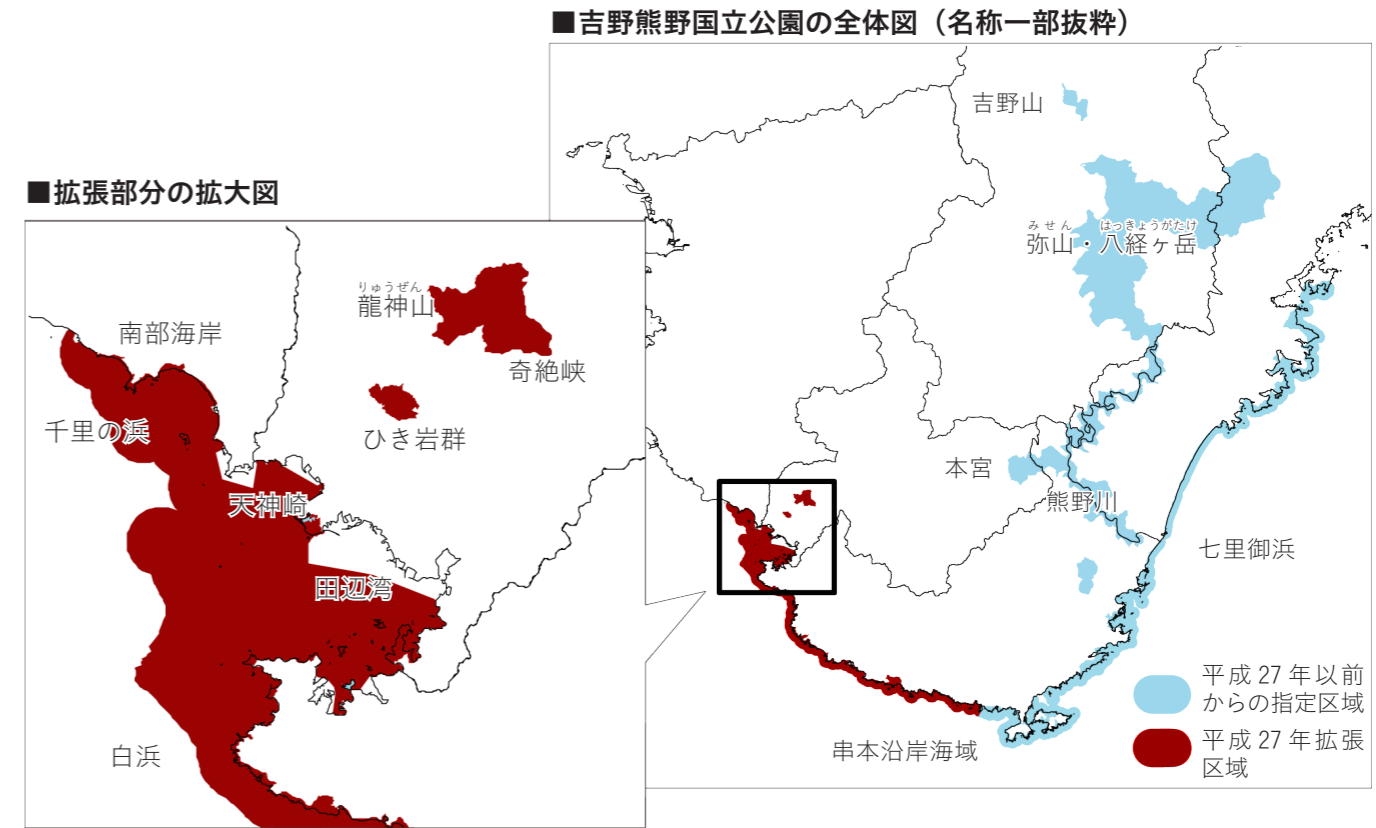 ■吉野熊野国立公園の全体図（名称一部抜粋）
吉野山
みせん はっきょうがたけ
弥山・八経ヶ岳
本宮
熊野川
七里御浜
串本沿岸海域
平成27年以前
からの指定区域
平成27年拡張
区域
■拡張部分の拡大図
りゅうぜん
龍神山
南部海岸
奇絶峡
千里の浜
ひき岩群
天神崎
田辺湾
白浜